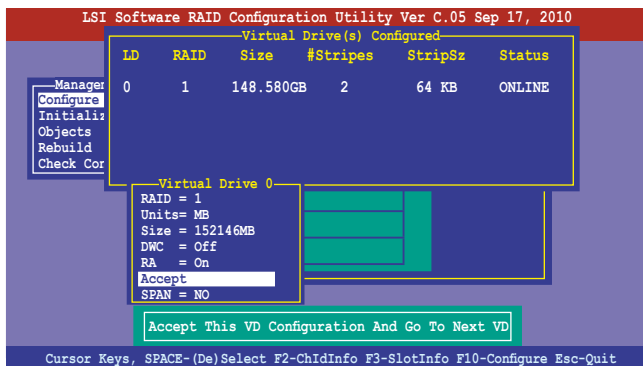 LSI Software RAID Configuration Utility Ver C.05 Sep 17, 2010
Virtual Drive(s) Configured
LD RAID Size #Stripes StripSz Status
0 1 148.580GB 2 64 KB ONLINE
Managem
Configure
Initializ
Objects
Rebuild
Check Con
Virtual Drive 0
RAID = 1
Units= MB
Size = 152146MB
DWC = Off
RA = On
Accept
SPAN = NO
Accept This VD Configuration And Go To Next VD
Cursor Keys, SPACE-(De)Select F2-ChIdInfo F3-SlotInfo F10-Configure Esc-Quit